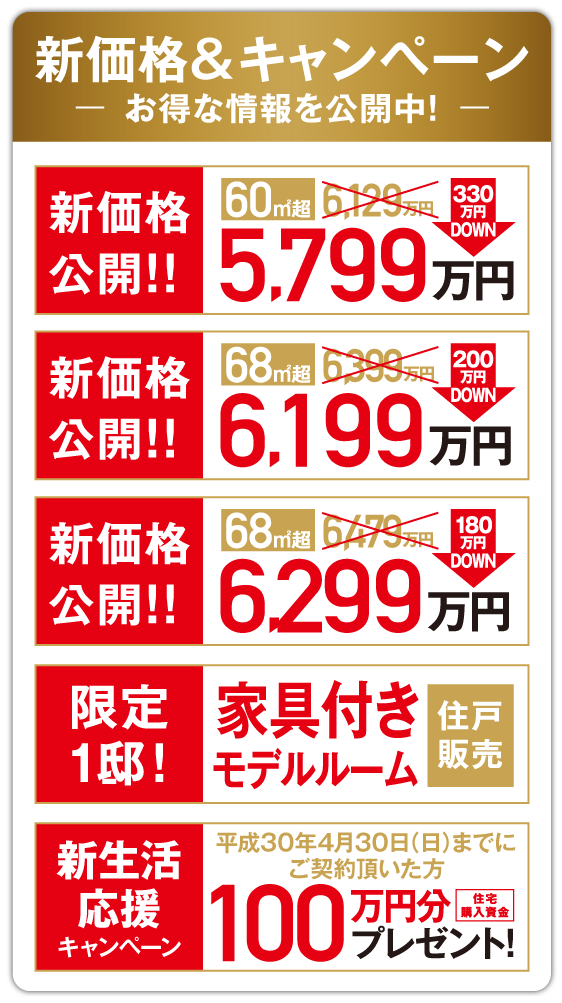 新価格&キャンペーン
お得な情報を公開中!
新価格
公開!!
60㎡超 6,129万円
330
万円
DOWN
5,799万円
新価格
公開!!
68㎡超 6,399万円
200
万円
DOWN
6,199万円
新価格
公開!!
68㎡超 6,479万円
180
万円
DOWN
6,299万円
限定
1邸!
家具付き
モデルルーム
住戸
販売
新生活
応援
キャンペーン
平成30年4月30日(日)までに
ご契約頂いた方
100万円分
住宅
購入資金
プレゼント!